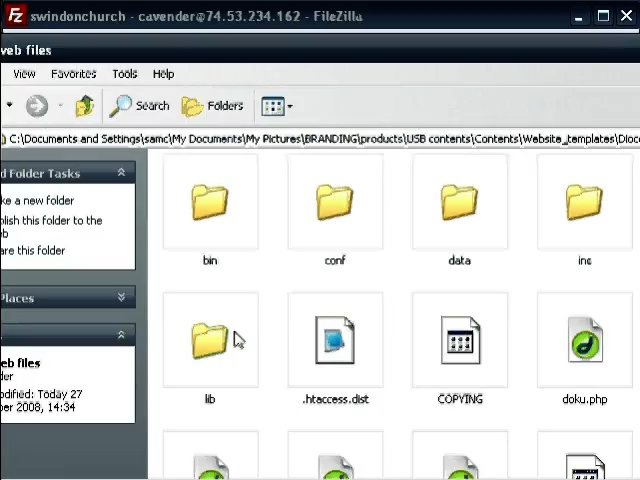 swindonchurch - cavender@74.53.234.162 - FileZilla
web files
View Favorites Tools Help
Search Folders
C:\Documents and Settings\samc\My Documents\My Pictures\BRANDING\products\USB contents\Contents\Website_templates\Dioc
d Folder Tasks
ke a new folder
blish this folder to the
eb
are this folder
Places
eb files
der
odified: Today 27
ber 2008, 14:34
bin conf data inc
lib .htaccess.dist COPYING doku.php